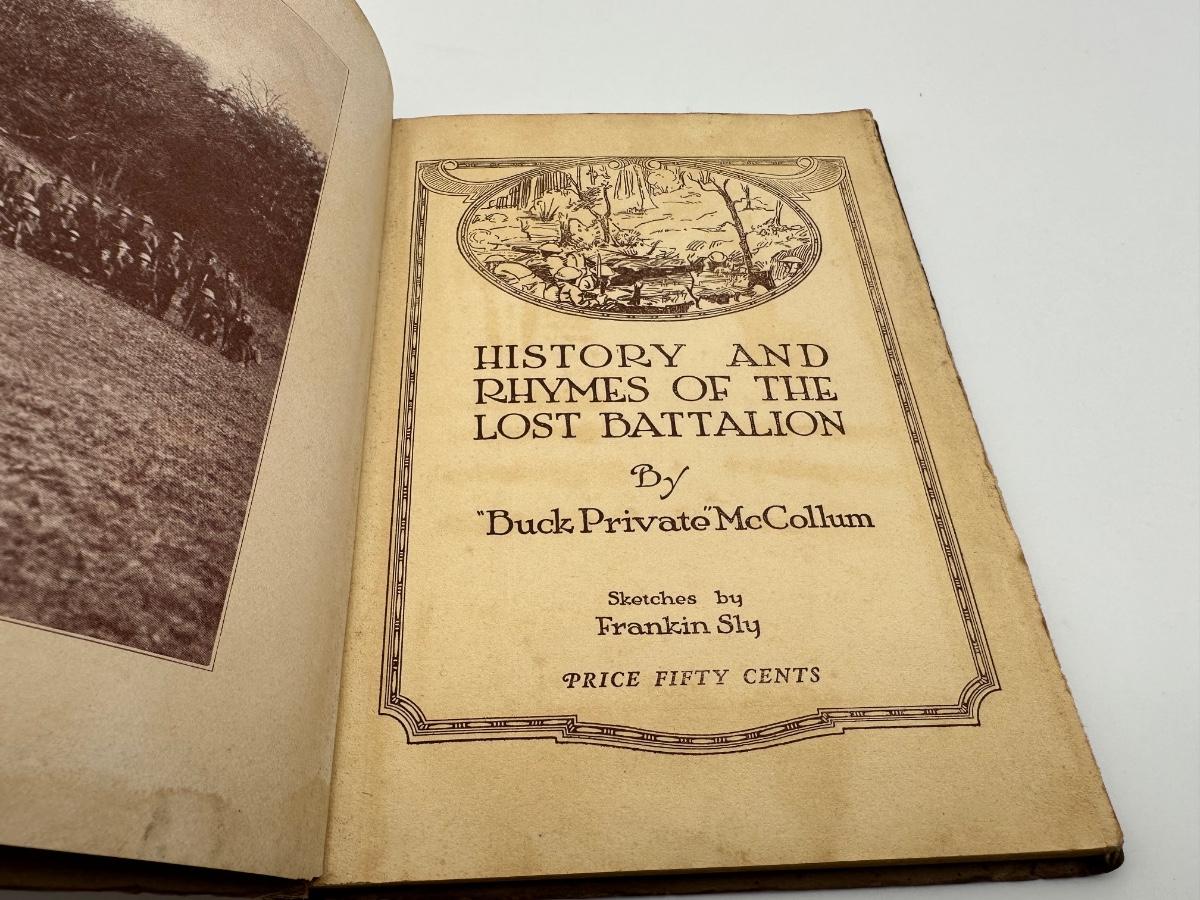 HISTORY AND
RHYMES OF THE
LOST BATTALION
By
"Buck Private" McCollum
Sketches by
Frankin Sly
PRICE FIFTY CENTS